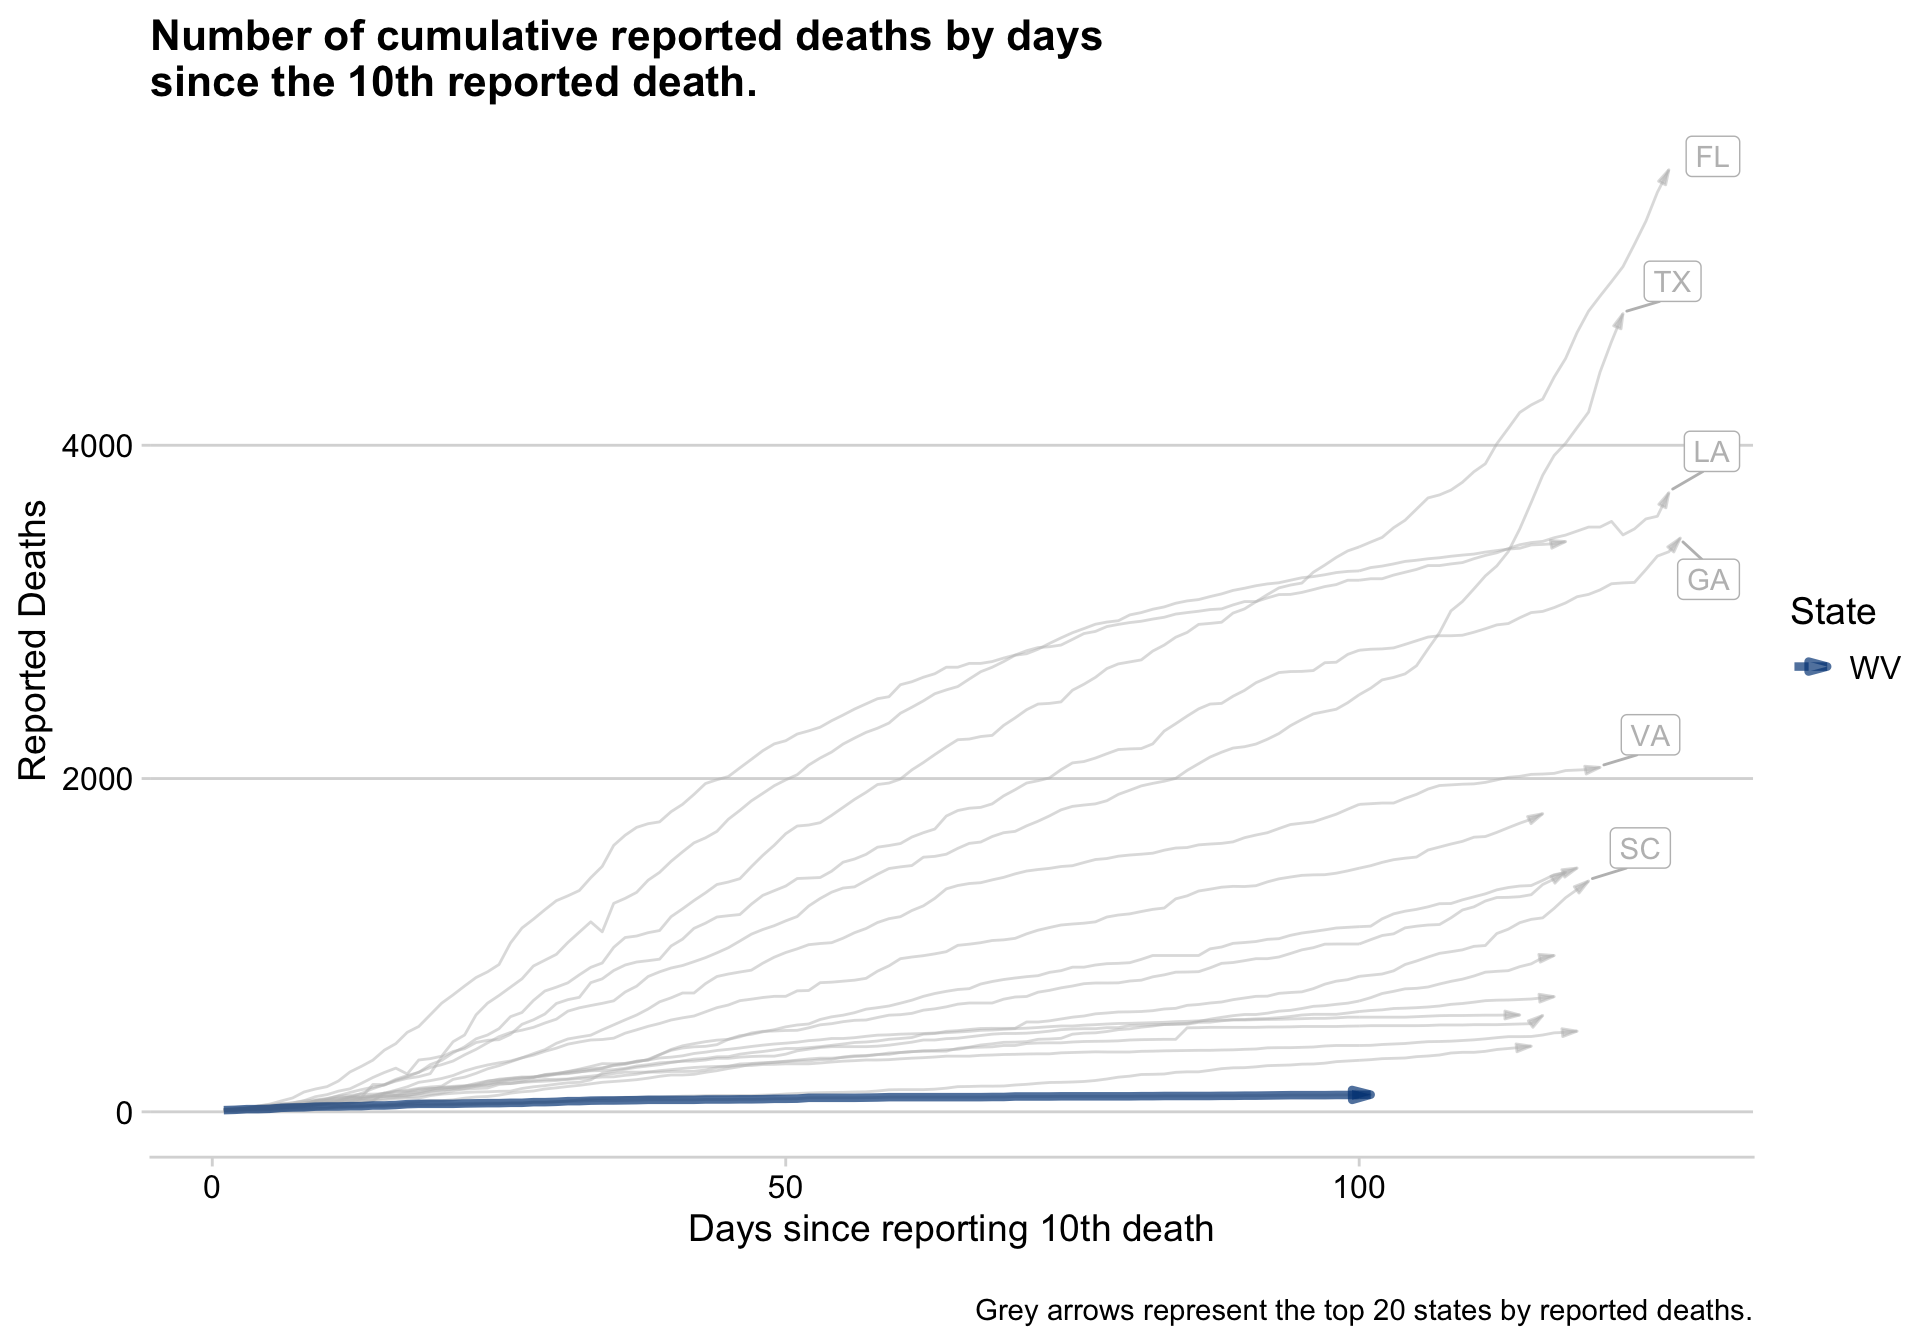 Number of cumulative reported deaths by days
since the 10th reported death.
FL
TX
4000
LA
GA
Reported Deaths
State
WV
VA
2000
SC
0
0
50
100
Days since reporting 10th death
Grey arrows represent the top 20 states by reported deaths.